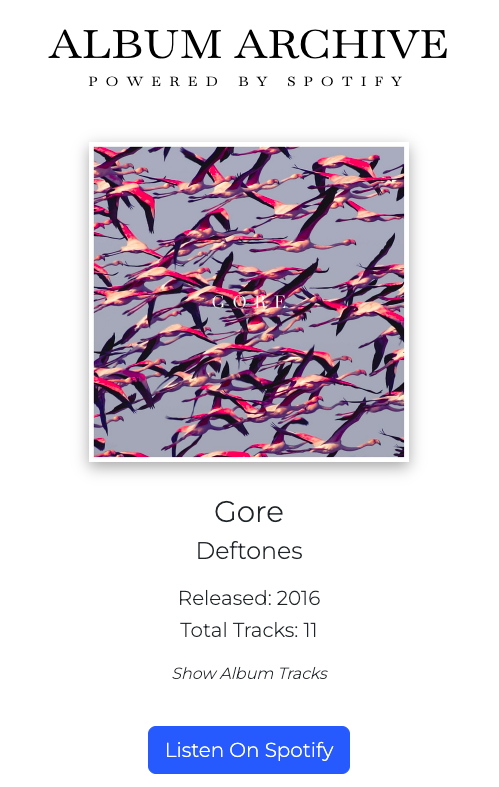 ALBUM ARCHIVE
POWERED BY SPOTIFY
GORE
Gore
Deftones
Released: 2016
Total Tracks: 11
Show Album Tracks
Listen On Spotify